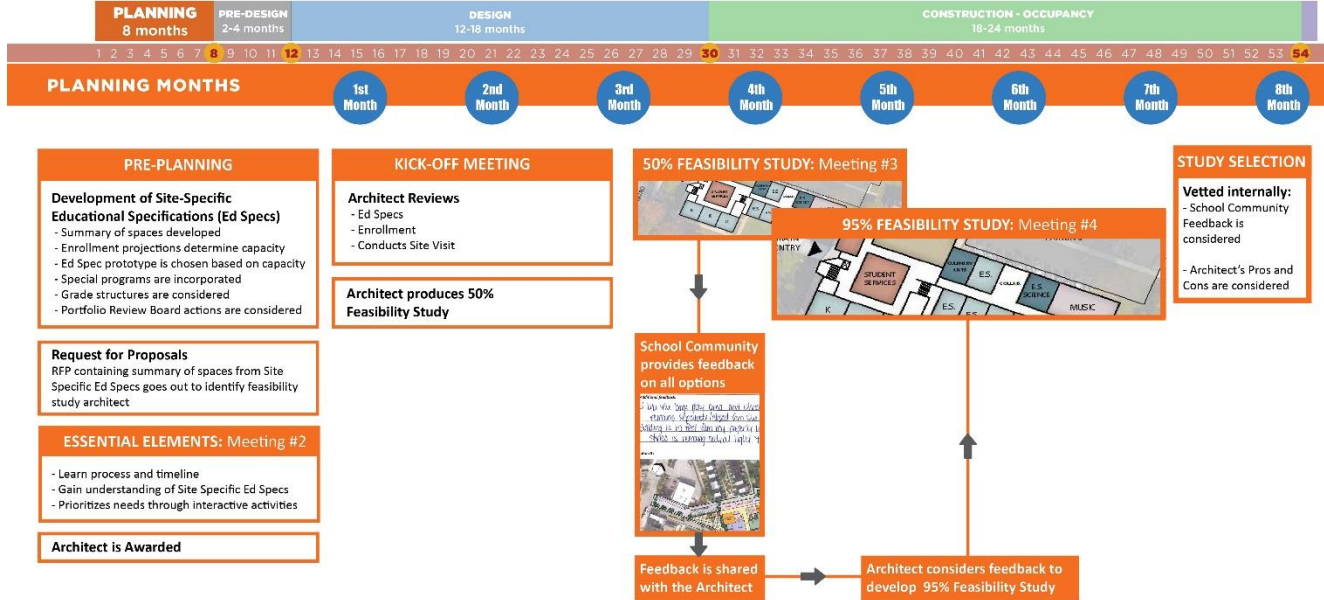 PLANNING
8 months
PRE-DESIGN
2-4 months
DESIGN
12-18 months
CONSTRUCTION - OCCUPANCY
18-24 months
1 2 3 4 5 6 7 8 9 10 11 12 13 14 15 16 17 18 19 20 21 22 23 24 25 26 27 28 29 30 31 32 33 34 35 36 37 38 39 40 41 42 43 44 45 46 47 48 49 50 51 52 53 54
PLANNING MONTHS
1st
Month
2nd
Month
3rd
Month
4th
Month
5th
Month
6th
Month
7th
Month
8th
Month
PRE-PLANNING
Development of Site-Specific
Educational Specifications (Ed Specs)
- Summary of spaces developed
- Enrollment projections determine capacity
- Ed Spec prototype is chosen based on capacity
- Special programs are incorporated
- Grade structures are considered
- Portfolio Review Board actions are considered
Request for Proposals
RFP containing summary of spaces from Site
Specific Ed Specs goes out to identify feasibility
study architect
ESSENTIAL ELEMENTS: Meeting #2
- Learn process and timeline
- Gain understanding of Site Specific Ed Specs
- Prioritizes needs through interactive activities
Architect is Awarded
KICK-OFF MEETING
Architect Reviews
- Ed Specs
- Enrollment
- Conducts Site Visit
Architect produces 50%
Feasibility Study
50% FEASIBILITY STUDY: Meeting #3
STUDENT
SERVICES
School Community
provides feedback
on all options
Feedback is shared
with the Architect
Architect considers feedback to
develop 95% Feasibility Study
95% FEASIBILITY STUDY: Meeting #4
STUDENT
SERVICES
K
E.S.
COLLAB.
E.S.
SCIENCE
E.S.
E.S.
MUSIC
STUDY SELECTION
Vetted internally:
- School Community
Feedback is
considered
- Architect's Pros and
Cons are considered